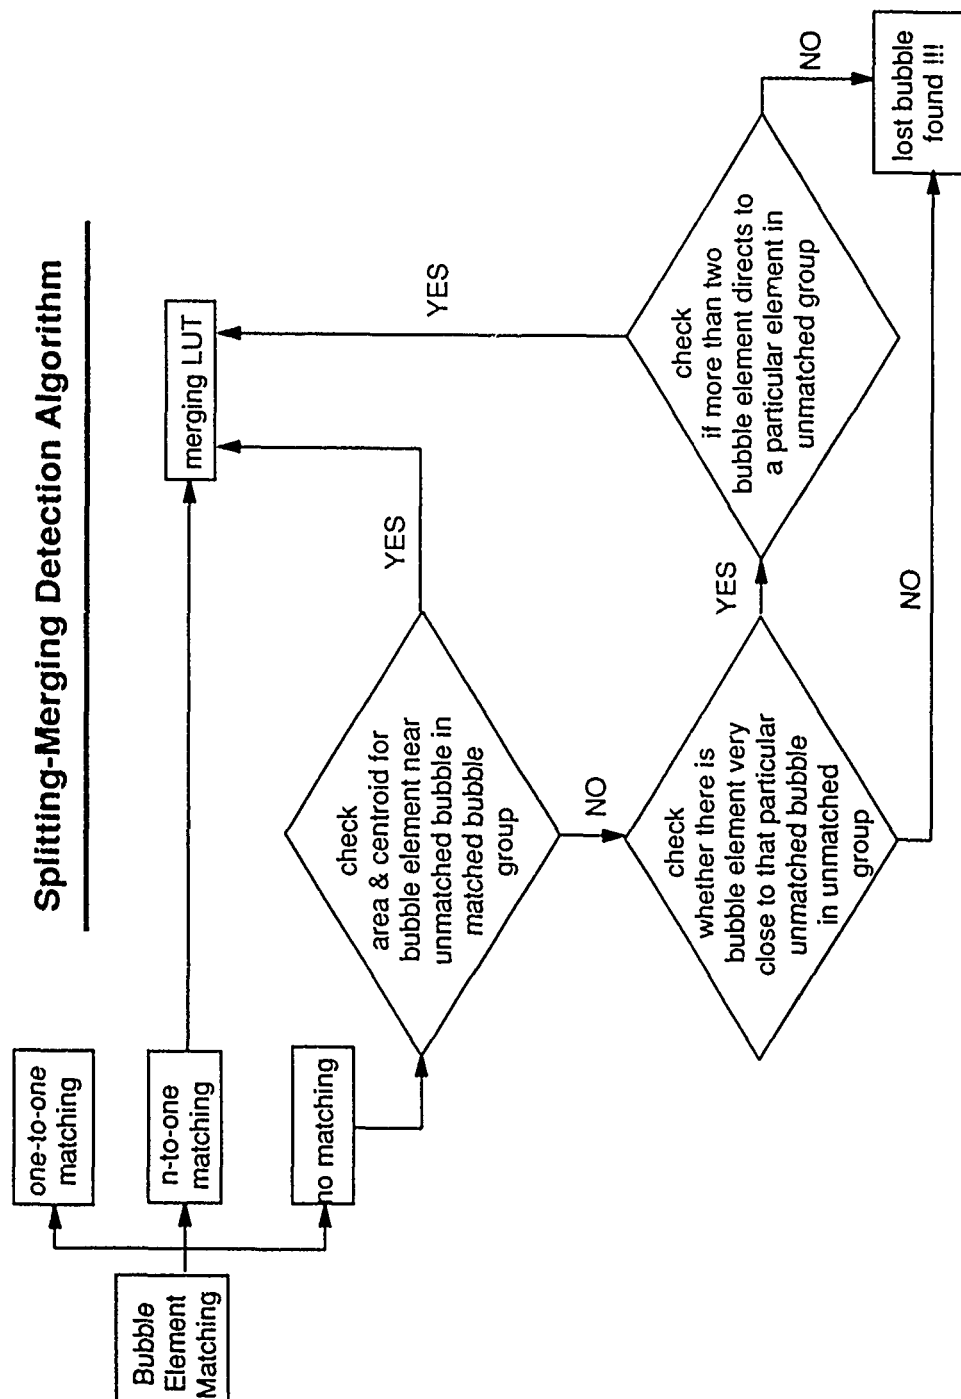 Splitting-Merging Detection Algorithm
Bubble
Element
Matching
one-to-one
matching
n-to-one
matching
no matching
merging LUT
check
area & centroid for
bubble element near
unmatched bubble in
matched bubble
group
YES
NO
check
whether there is
bubble element very
close to that particular
unmatched bubble
in unmatched
group
YES
NO
check
if more than two
bubble element directs to
a particular element in
unmatched group
YES
NO
lost bubble
found !!!